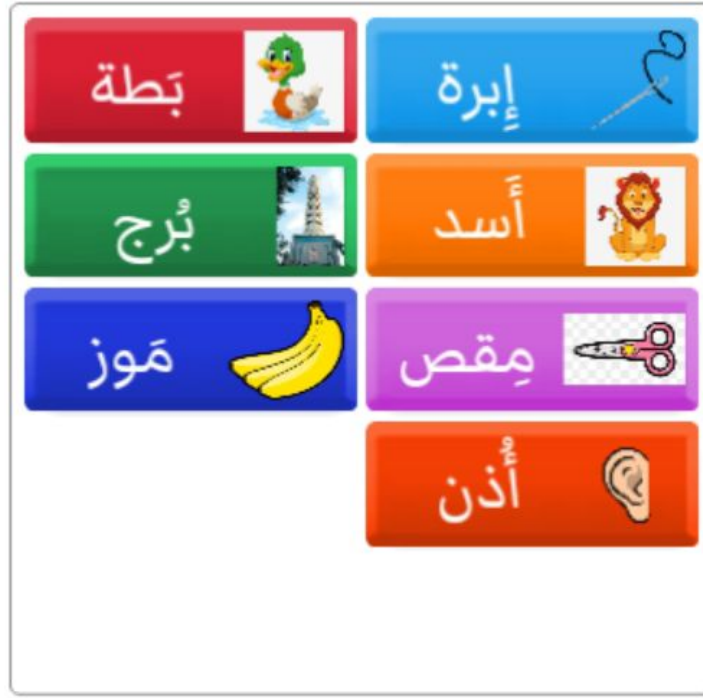 إِبرة
بَطة
أَسد
بُرج
مِقص
مَوز
أُذن